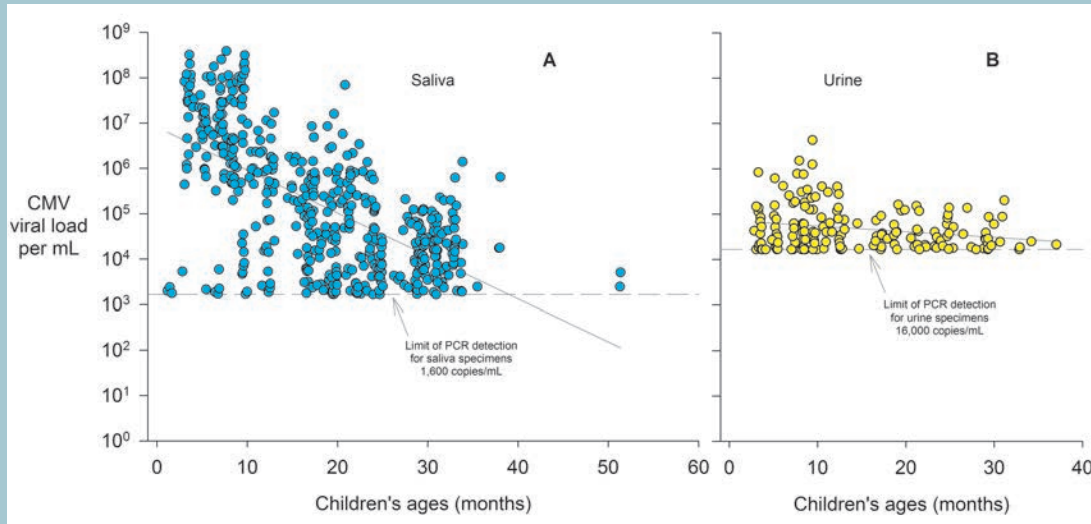 A
Saliva
CMV
viral load
per mL
10⁹
10⁸
10⁷
10⁶
10⁵
10⁴
10³
10²
10¹
10⁰
Limit of PCR detection
for saliva specimens
1,600 copies/mL
0 10 20 30 40 50 60
Children's ages (months)
B
Urine
Limit of PCR detection
for urine specimens
16,000 copies/mL
0 10 20 30 40
Children's ages (months)